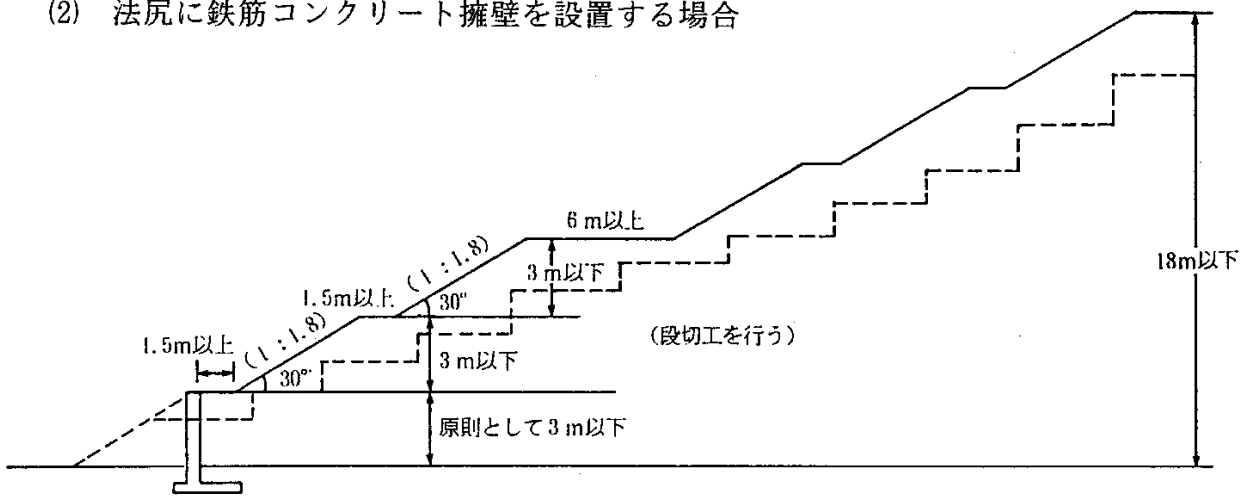 (2) 法尻に鉄筋コンクリート擁壁を設置する場合
6m以上
18m以下
(1:1.8)
3m以下
1.5m以上
30°
(段切工を行う)
(1:1.8)
1.5m以上
3m以下
30°
原則として3m以下